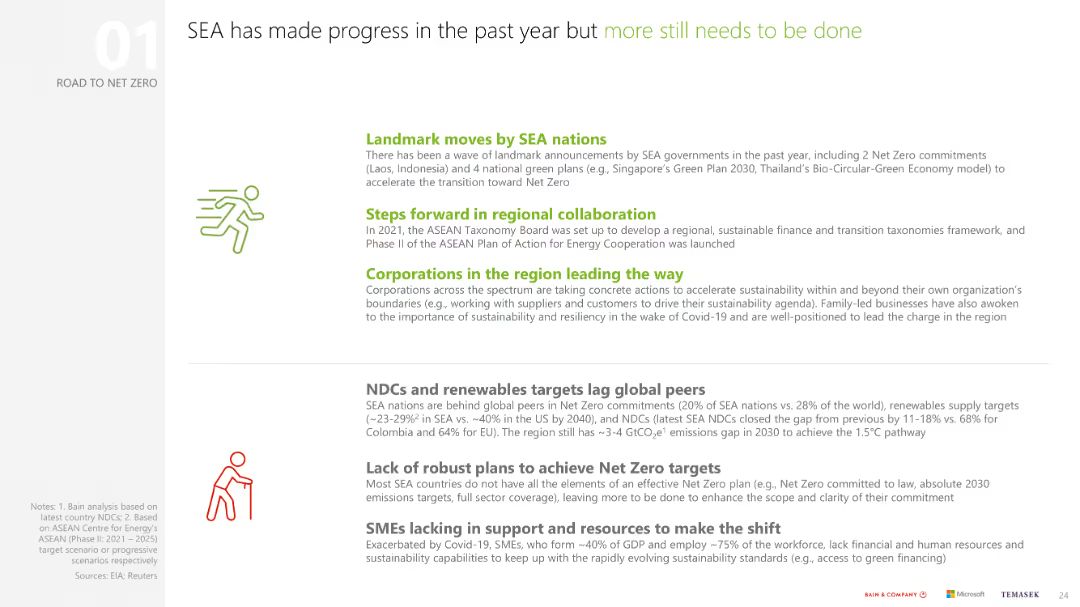 01
ROAD TO NET ZERO
SEA has made progress in the past year but more still needs to be done
Landmark moves by SEA nations
There has been a wave of landmark announcements by SEA governments in the past year, including 2 Net Zero commitments
(Laos, Indonesia) and 4 national green plans (e.g., Singapore's Green Plan 2030, Thailand's Bio-Circular-Green Economy model) to
accelerate the transition toward Net Zero
Steps forward in regional collaboration
In 2021, the ASEAN Taxonomy Board was set up to develop a regional, sustainable finance and transition taxonomies framework, and
Phase II of the ASEAN Plan of Action for Energy Cooperation was launched
Corporations in the region leading the way
Corporations across the spectrum are taking concrete actions to accelerate sustainability within and beyond their own organization's
boundaries (e.g., working with suppliers and customers to drive their sustainability agenda). Family-led businesses have also awoken
to the importance of sustainability and resiliency in the wake of Covid-19 and are well-positioned to lead the charge in the region
NDCs and renewables targets lag global peers
SEA nations are behind global peers in Net Zero commitments (20% of SEA nations vs. 28% of the world), renewables supply targets
(~23-29%² in SEA vs. ~40% in the US by 2040), and NDCs (latest SEA NDCs closed the gap from previous by 11-18% vs. 68% for
Colombia and 64% for EU). The region still has ~3-4 GtCO₂e¹ emissions gap in 2030 to achieve the 1.5°C pathway
Lack of robust plans to achieve Net Zero targets
Most SEA countries do not have all the elements of an effective Net Zero plan (e.g., Net Zero committed to law, absolute 2030
emissions targets, full sector coverage), leaving more to be done to enhance the scope and clarity of their commitment
SMEs lacking in support and resources to make the shift
Exacerbated by Covid-19, SMEs, who form ~40% of GDP and employ ~75% of the workforce, lack financial and human resources and
sustainability capabilities to keep up with the rapidly evolving sustainability standards (e.g., access to green financing)
Notes: 1. Bain analysis based on
latest country NDCs; 2. Based
on ASEAN Centre for Energy's
ASEAN (Phase II: 2021 – 2025)
target scenario or progressive
scenarios respectively
Sources: EIA; Reuters
BAIN & COMPANY
Microsoft
TEMASEK
24